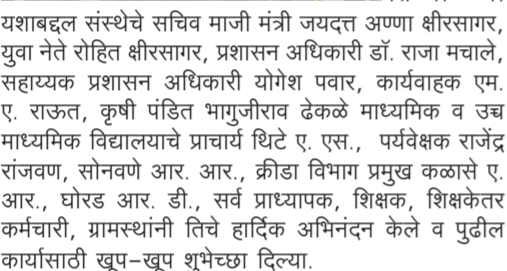 यशाबद्दल संस्थेचे सचिव माजी मंत्री जयदत्त अण्णा क्षीरसागर,
युवा नेते रोहित क्षीरसागर, प्रशासन अधिकारी डॉ. राजा मचाले,
सहाय्यक प्रशासन अधिकारी योगेश पवार, कार्यवाहक एम.
ए. राऊत, कृषी पंडित भागुजीराव ढेकळे माध्यमिक व उच्च
माध्यमिक विद्यालयाचे प्राचार्य थिटे ए. एस., पर्यवेक्षक राजेंद्र
रांजवण, सोनवणे आर. आर., क्रीडा विभाग प्रमुख कळासे ए.
आर., घोरड आर. डी., सर्व प्राध्यापक, शिक्षक, शिक्षकेतर
कर्मचारी, ग्रामस्थांनी तिचे हार्दिक अभिनंदन केले व पुढील
कार्यासाठी खूप-खूप शुभेच्छा दिल्या.